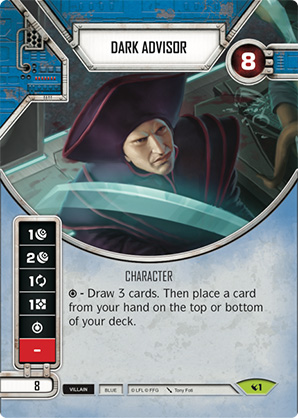 DARK ADVISOR
8
CHARACTER
- Draw 3 cards. Then place a card
from your hand on the top or bottom
of your deck.
1
2
1
1
-
8
VILLAIN
BLUE
© LFL © FFG
Tony Foti
1